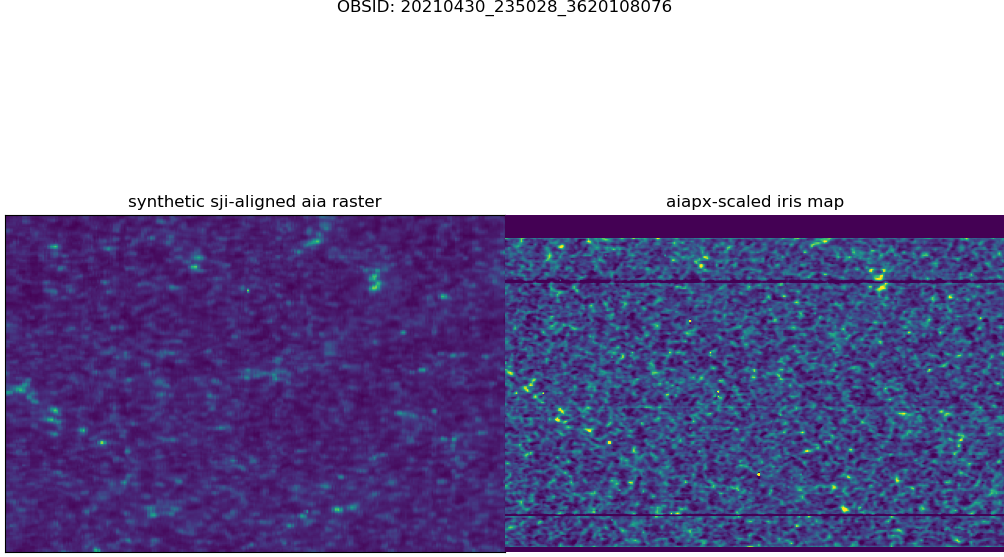 OBSID: 20210430_235028_3620108076
synthetic sji-aligned aia raster
aiapx-scaled iris map